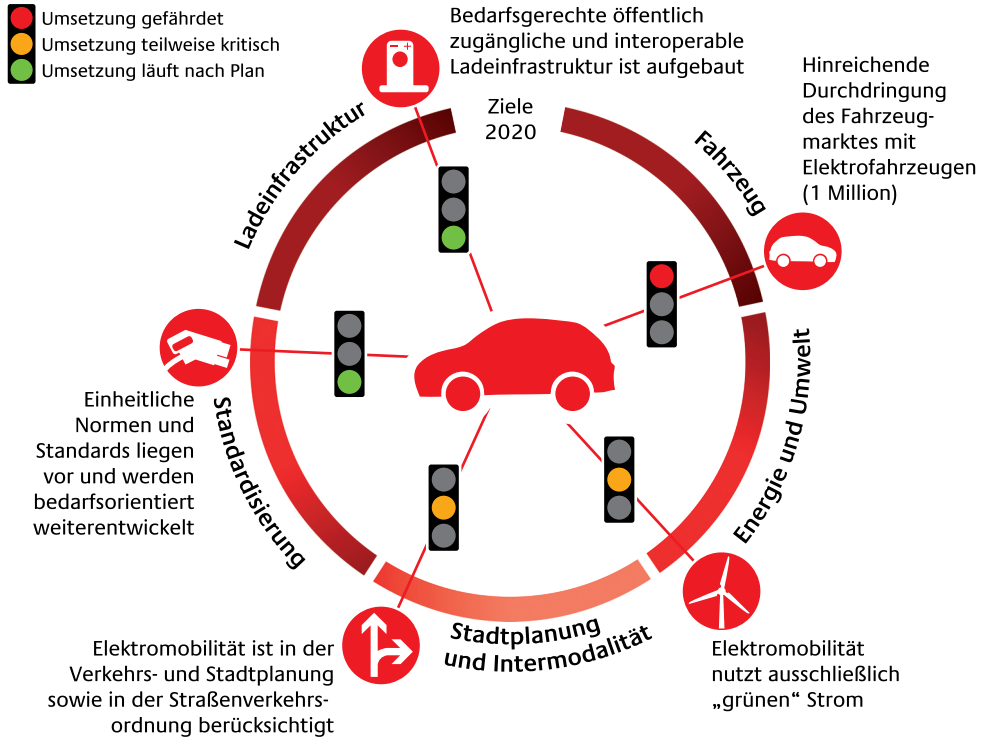 Umsetzung gefährdet
Umsetzung teilweise kritisch
Umsetzung läuft nach Plan
Bedarfsgerechte öffentlich
zugängliche und interoperable
Ladeinfrastruktur ist aufgebaut
Ziele
2020
Hinreichende
Durchdringung
des Fahrzeug-
marktes mit
Elektrofahrzeugen
(1 Million)
Ladeinfrastruktur
Fahrzeug
Energie und Umwelt
Einheitliche
Normen und
Standards liegen
vor und werden
bedarfsorientiert
weiterentwickelt
Standardisierung
Stadtplanung
und Intermodalität
Elektromobilität ist in der
Verkehrs- und Stadtplanung
sowie in der Straßenverkehrs-
ordnung berücksichtigt
Elektromobilität
nutzt ausschließlich
„grünen“ Strom